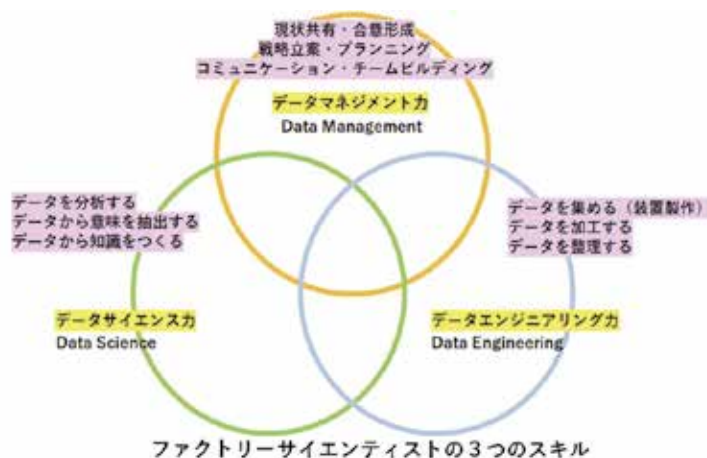 現状共有・合意形成
戦略立案・プランニング
コミュニケーション・チームビルディング
データマネジメント力
Data Management
データを分析する
データから意味を抽出する
データから知識をつくる
データを集める（装置製作）
データを加工する
データを整理する
データサイエンス力
Data Science
データエンジニアリング力
Data Engineering
ファクトリーサイエンティストの３つのスキル